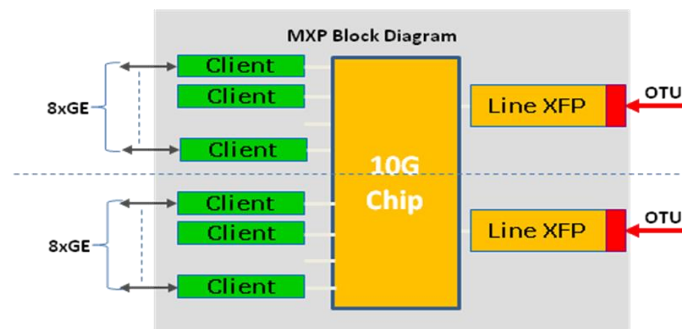 MXP Block Diagram
Client
Client
8xGE
Client
Line XFP
OTU
10G
Chip
Client
Client
8xGE
Client
Line XFP
OTU